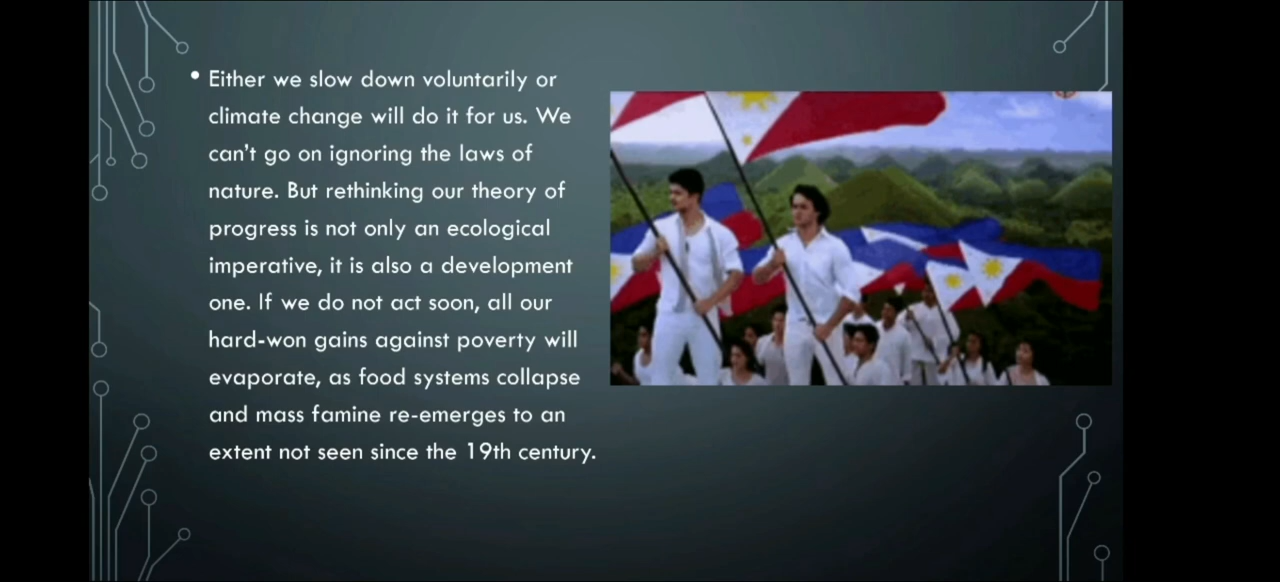 • Either we slow down voluntarily or
climate change will do it for us. We
can't go on ignoring the laws of
nature. But rethinking our theory of
progress is not only an ecological
imperative, it is also a development
one. If we do not act soon, all our
hard-won gains against poverty will
evaporate, as food systems collapse
and mass famine re-emerges to an
extent not seen since the 19th century.